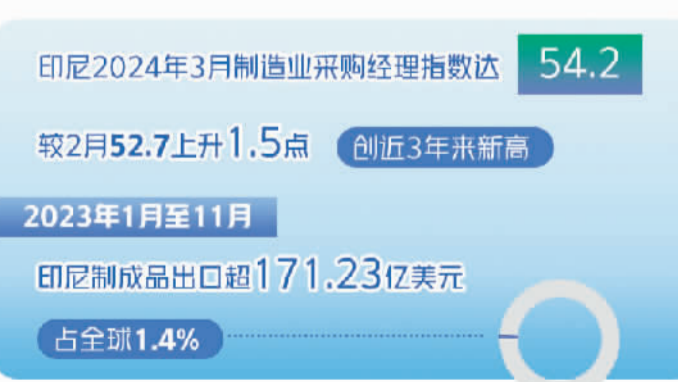 印尼2024年3月制造业采购经理指数达 54.2
较2月52.7上升1.5点 创近3年来新高
2023年1月至11月
印尼制成品出口超171.23亿美元
占全球1.4%